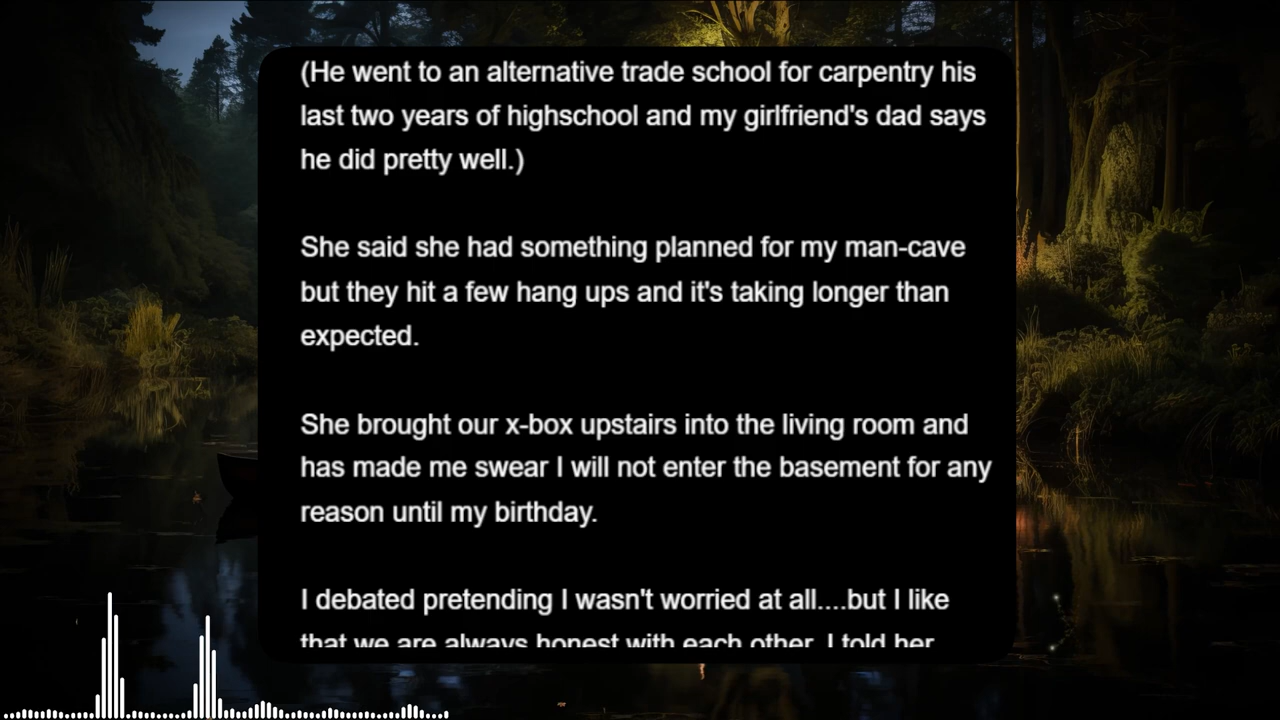 (He went to an alternative trade school for carpentry his
last two years of highschool and my girlfriend's dad says
he did pretty well.)
She said she had something planned for my man-cave
but they hit a few hang ups and it's taking longer than
expected.
She brought our x-box upstairs into the living room and
has made me swear I will not enter the basement for any
reason until my birthday.
I debated pretending I wasn't worried at all....but I like
that we are always honest with each other. I told her